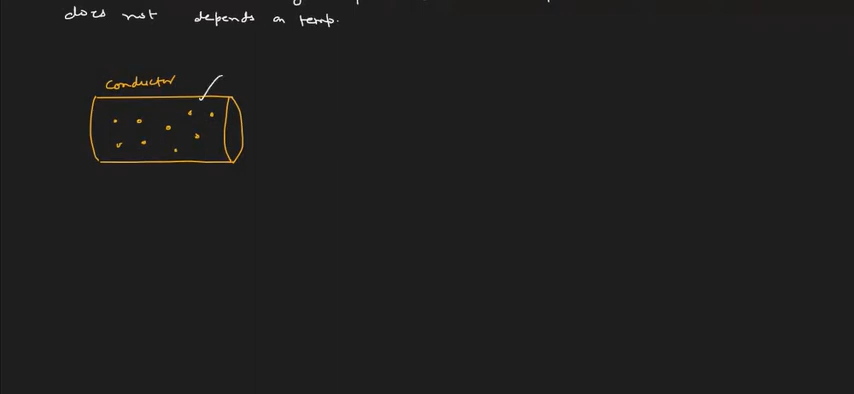 does not depends on temp.
conductor